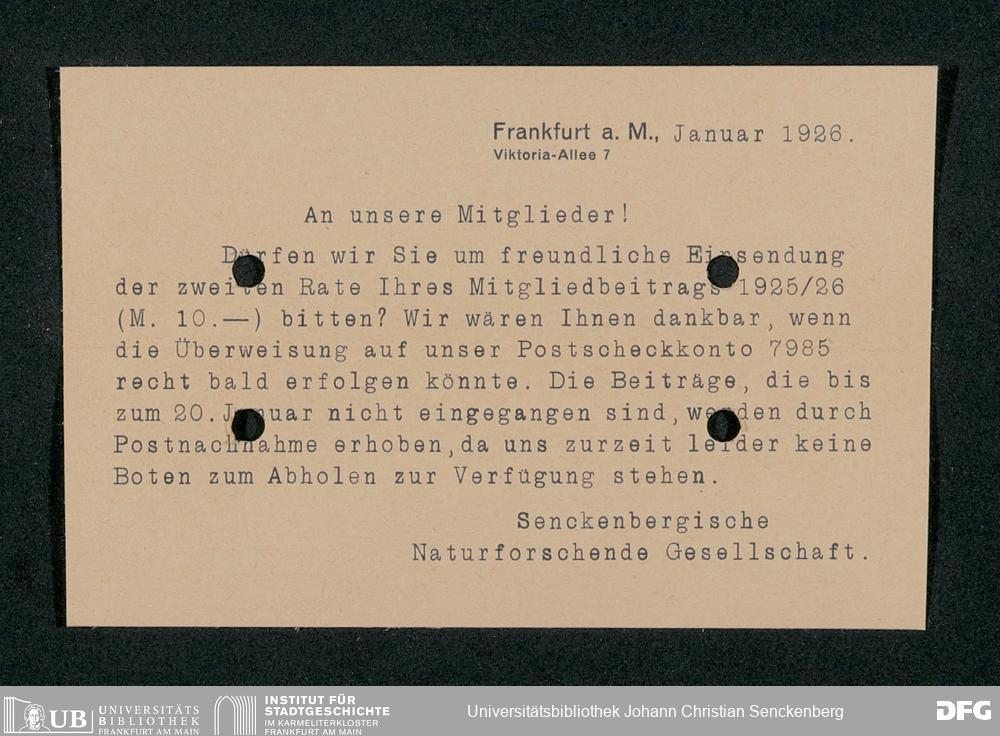 Frankfurt a. M., Januar 1926.
Viktoria-Allee 7
An unsere Mitglieder!
Dürfen wir Sie um freundliche Einsendung
der zweiten Rate Ihres Mitgliedbeitrags 1925/26
(M. 10.—) bitten? Wir wären Ihnen dankbar, wenn
die Überweisung auf unser Postscheckkonto 7985
recht bald erfolgen könnte. Die Beiträge, die bis
zum 20. Januar nicht eingegangen sind, werden durch
Postnachnahme erhoben, da uns zurzeit leider keine
Boten zum Abholen zur Verfügung stehen.
Senckenbergische
Naturforschende Gesellschaft.
UB UNIVERSITÄTS
BIBLIOTHEK
FRANKFURT AM MAIN
INSTITUT FÜR
STADTGESCHICHTE
IM KARMELITERKLOSTER
FRANKFURT AM MAIN
Universitätsbibliothek Johann Christian Senckenberg
DFG